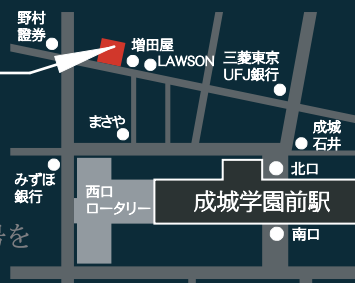 野村
證券
増田屋
LAWSON
三菱東京
UFJ銀行
まさや
成城
石井
みずほ
銀行
北口
西口
ロータリー
成城学園前駅
南口
を